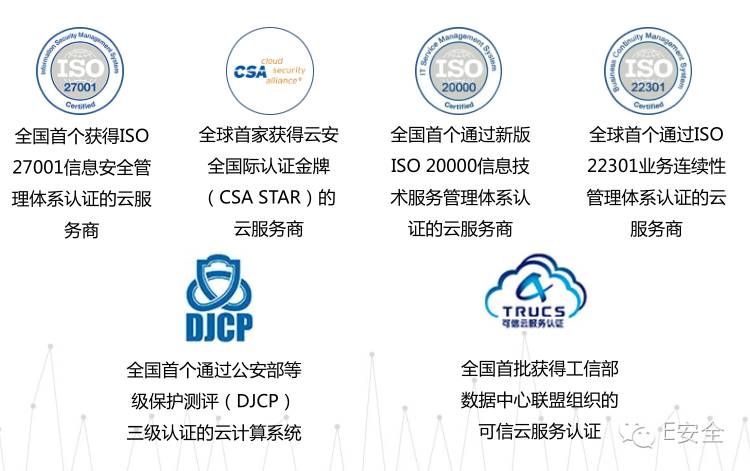 Information Security Management System
ISO
27001
Certified
全国首个获得ISO
27001信息安全管
理体系认证的云服
务商
CSA cloud
security
alliance®
全球首家获得云安
全国际认证金牌
（CSA STAR）的
云服务商
IT Service Management System
ISO
20000
Certified
全国首个通过新版
ISO 20000信息技
术服务管理体系认
证的云服务商
Business Continuity Management System
ISO
22301
Certified
全球首个通过ISO
22301业务连续性
管理体系认证的云
服务商
DJCP
全国首个通过公安部等
级保护测评（DJCP）
三级认证的云计算系统
TRUCS
可信云服务认证
全国首批获得工信部
数据中心联盟组织的
可信云服务认证
E安全